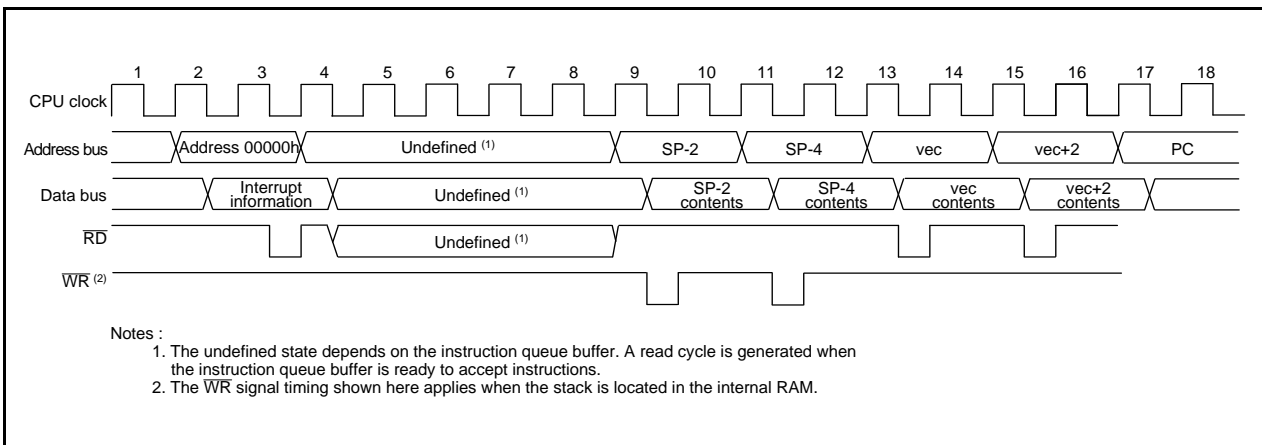 1 2 3 4 5 6 7 8 9 10 11 12 13 14 15 16 17 18
CPU clock
Address bus Address 00000h Undefined (1) SP-2 SP-4 vec vec+2 PC
Data bus Interrupt information Undefined (1) SP-2 contents SP-4 contents vec contents vec+2 contents
RD Undefined (1)
WR (2)
Notes :
1. The undefined state depends on the instruction queue buffer. A read cycle is generated when
the instruction queue buffer is ready to accept instructions.
2. The WR signal timing shown here applies when the stack is located in the internal RAM.